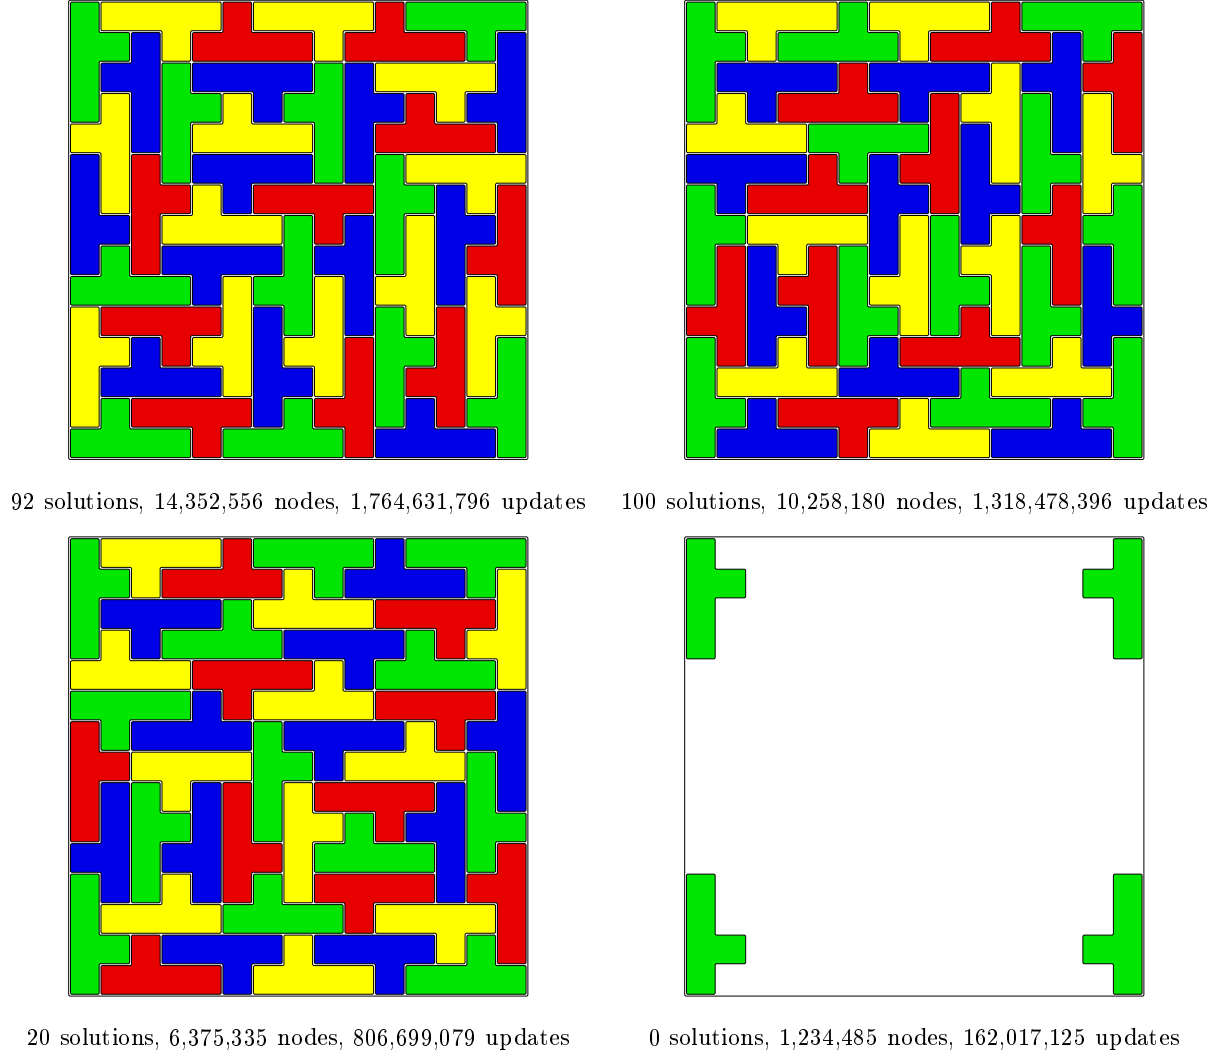 92 solutions, 14,352,556 nodes, 1,764,631,796 updates
100 solutions, 10,258,180 nodes, 1,318,478,396 updates
20 solutions, 6,375,335 nodes, 806,699,079 updates
0 solutions, 1,234,485 nodes, 162,017,125 updates